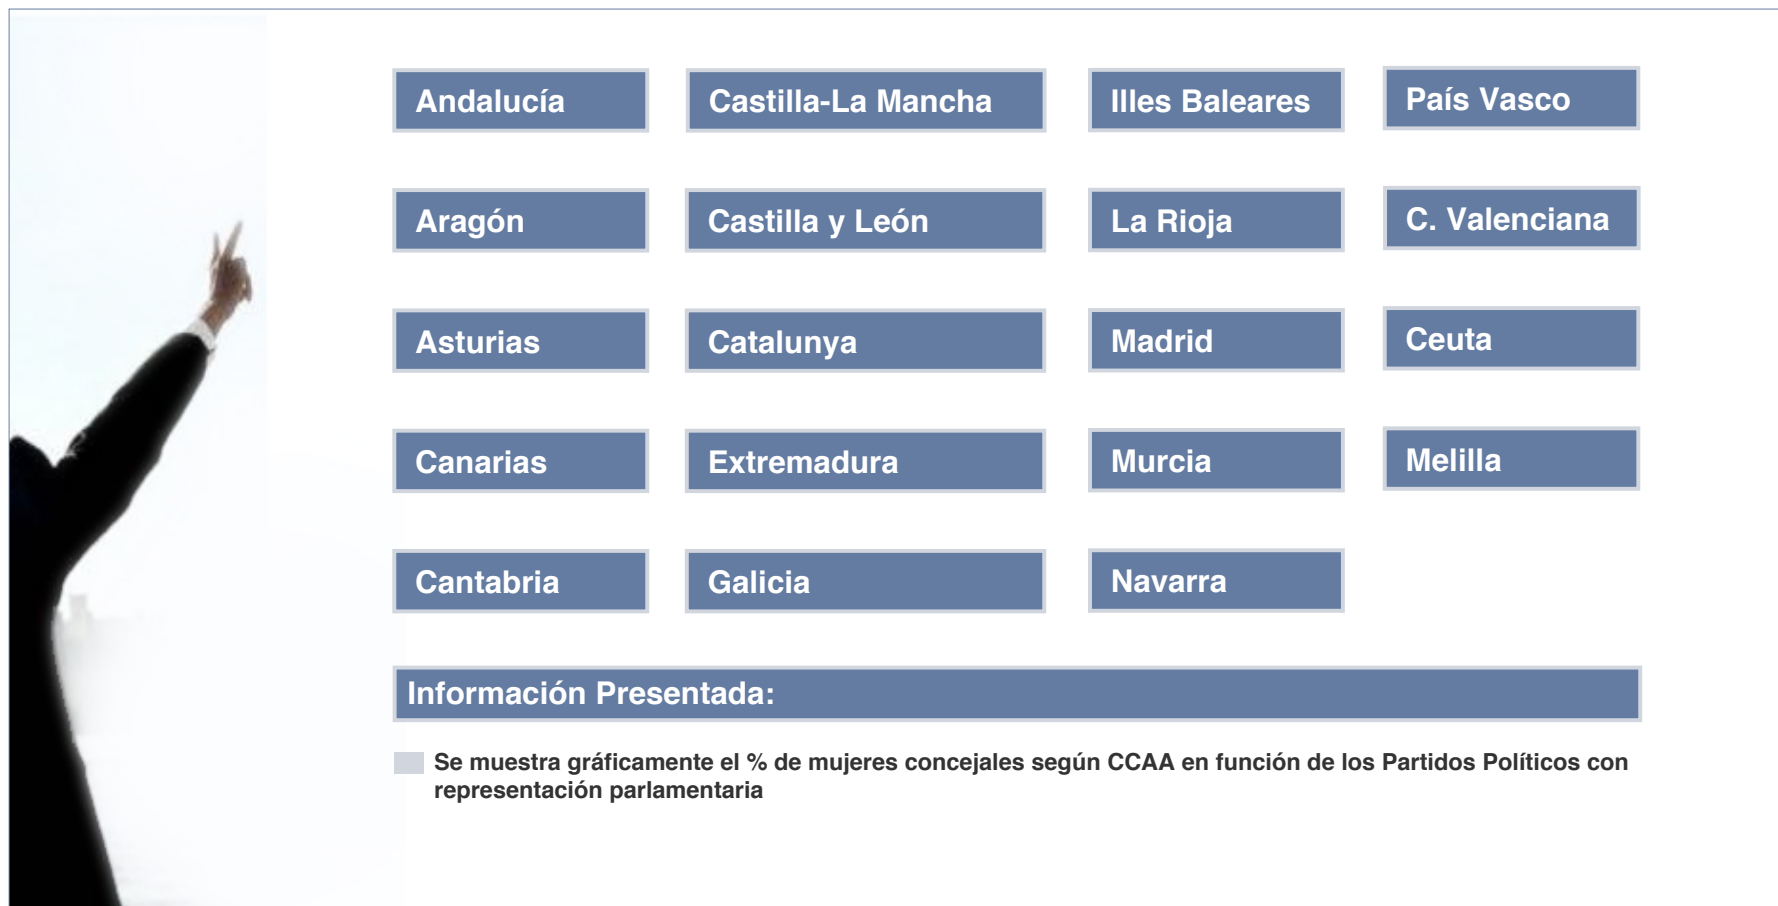 Andalucía
Castilla-La Mancha
Illes Baleares
País Vasco
Aragón
Castilla y León
La Rioja
C. Valenciana
Asturias
Catalunya
Madrid
Ceuta
Canarias
Extremadura
Murcia
Melilla
Cantabria
Galicia
Navarra
Información Presentada:
Se muestra gráficamente el % de mujeres concejales según CCAA en función de los Partidos Políticos con
representación parlamentaria